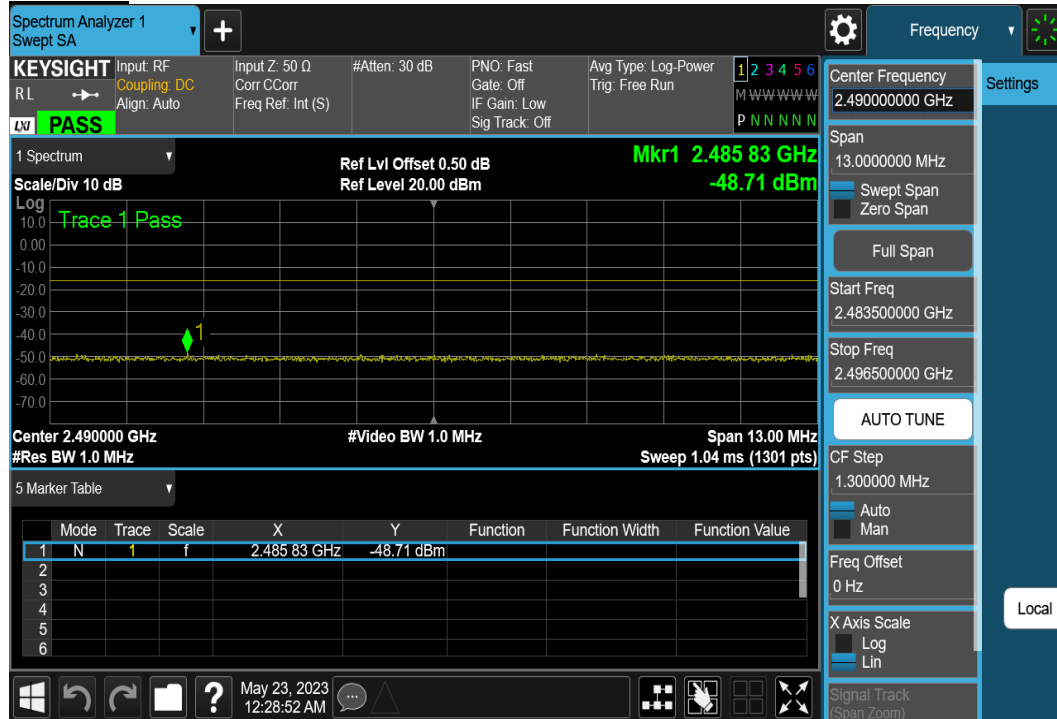 Spectrum Analyzer 1
Swept SA
+
Frequency
KEYSIGHT
RL
LXI
PASS
Input: RF
Coupling: DC
Align: Auto
Input Z: 50 Ω
Corr CCorr
Freq Ref: Int (S)
#Atten: 30 dB
PNO: Fast
Gate: Off
IF Gain: Low
Sig Track: Off
Avg Type: Log-Power
Trig: Free Run
1 2 3 4 5 6
M W W W W W
P N N N N N
1 Spectrum
Scale/Div 10 dB
Ref Lvl Offset 0.50 dB
Ref Level 20.00 dBm
Mkr1 2.485 83 GHz
-48.71 dBm
Log
Trace 1 Pass
10.0
0.00
-10.0
-20.0
-30.0
-40.0
-50.0
-60.0
-70.0
1
Center 2.490000 GHz
#Res BW 1.0 MHz
#Video BW 1.0 MHz
Span 13.00 MHz
Sweep 1.04 ms (1301 pts)
5 Marker Table
Mode Trace Scale X Y Function Function Width Function Value
1 N 1 f 2.485 83 GHz -48.71 dBm
2
3
4
5
6
?
May 23, 2023
12:28:52 AM
Center Frequency
2.490000000 GHz
Span
13.0000000 MHz
Swept Span
Zero Span
Full Span
Start Freq
2.483500000 GHz
Stop Freq
2.496500000 GHz
AUTO TUNE
CF Step
1.300000 MHz
Auto
Man
Freq Offset
0 Hz
X Axis Scale
Log
Lin
Signal Track
(Span Zoom)
Settings
Local